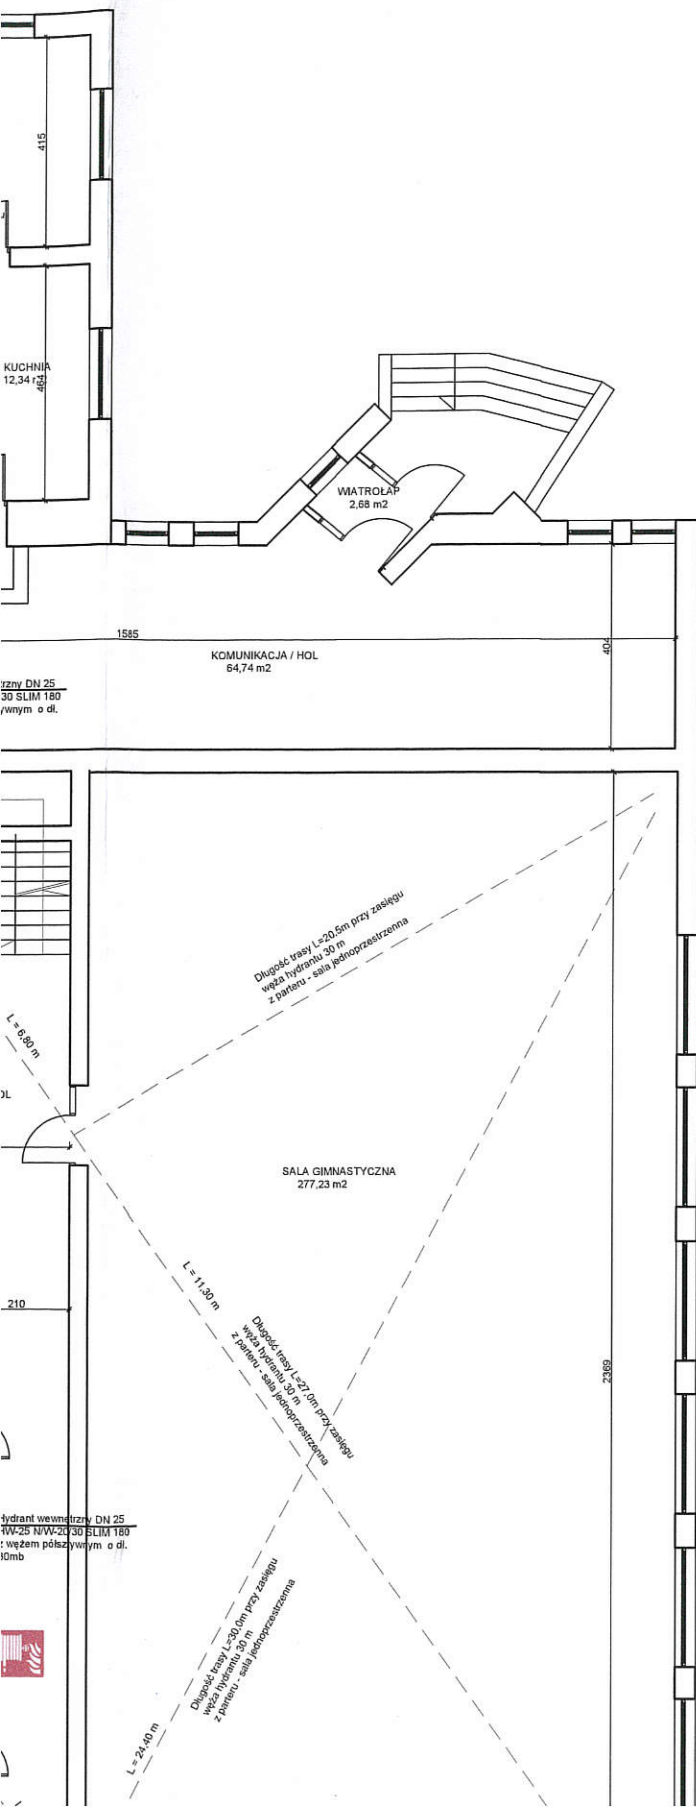 415
KUCHNIA
12,34
464
WIATROŁAP
2,68 m2
1585
KOMUNIKACJA / HOL
64,74 m2
404
DN 25
30 SLIM 180
o dł.
Długość trasy L=20,5m przy zasięgu
węża hydrantu 30 m
z parteru - sala jednoprzestrzenna
L = 6,80 m
OL
SALA GIMNASTYCZNA
277,23 m2
L = 11,30 m
210
Długość trasy L=27,0m przy zasięgu
węża hydrantu 30 m
z parteru - sala jednoprzestrzenna
2369
Hydrant wewnętrzny DN 25
HW-25 N/W-20/30 SLIM 180
z wężem półsztywnym o dł.
30mb
Długość trasy L=30,0m przy zasięgu
węża hydrantu 30 m
z parteru - sala jednoprzestrzenna
L = 24,40 m